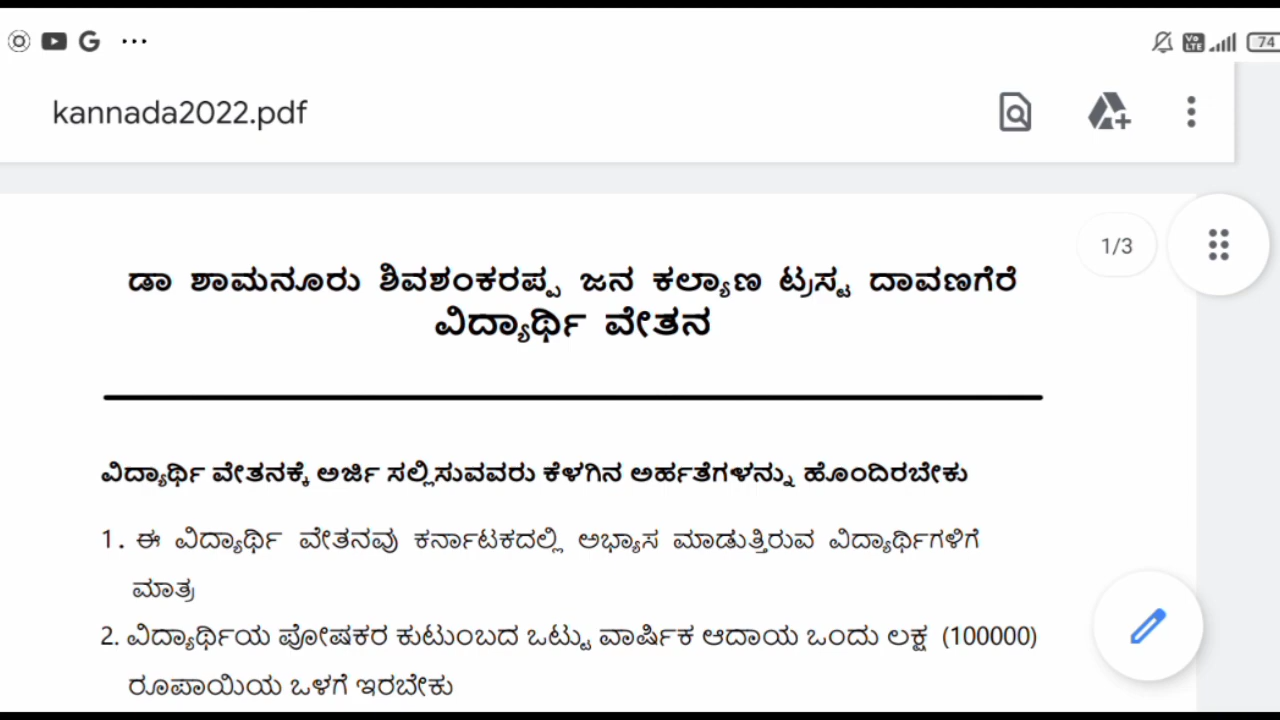 74
kannada2022.pdf
1/3
ಡಾ ಶಾಮನೂರು ಶಿವಶಂಕರಪ್ಪ ಜನ ಕಲ್ಯಾಣ ಟ್ರಸ್ಟ ದಾವಣಗೆರೆ
ವಿದ್ಯಾರ್ಥಿ ವೇತನ
ವಿದ್ಯಾರ್ಥಿ ವೇತನಕ್ಕೆ ಅರ್ಜಿ ಸಲ್ಲಿಸುವವರು ಕೆಳಗಿನ ಅರ್ಹತೆಗಳನ್ನು ಹೊಂದಿರಬೇಕು
1. ಈ ವಿದ್ಯಾರ್ಥಿ ವೇತನವು ಕರ್ನಾಟಕದಲ್ಲಿ ಅಭ್ಯಾಸ ಮಾಡುತ್ತಿರುವ ವಿದ್ಯಾರ್ಥಿಗಳಿಗೆ
ಮಾತ್ರ
2. ವಿದ್ಯಾರ್ಥಿಯ ಪೋಷಕರ ಕುಟುಂಬದ ಒಟ್ಟು ವಾರ್ಷಿಕ ಆದಾಯ ಒಂದು ಲಕ್ಷ (100000)
ರೂಪಾಯಿಯ ಒಳಗೆ ಇರಬೇಕು